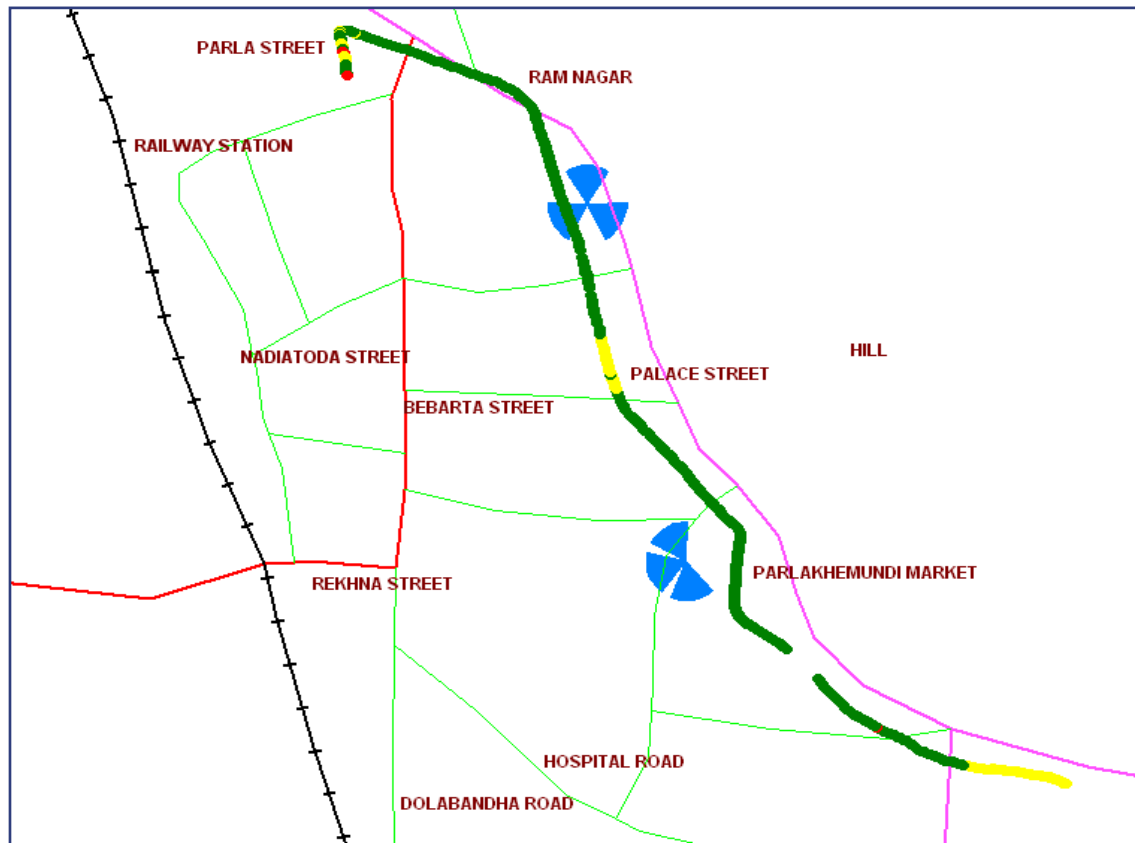 PARLA STREET
RAM NAGAR
RAILWAY STATION
HILL
NADIATODA STREET
PALACE STREET
BEBARTA STREET
PARLAKHEMUNDI MARKET
REKHNA STREET
HOSPITAL ROAD
DOLABANDHA ROAD